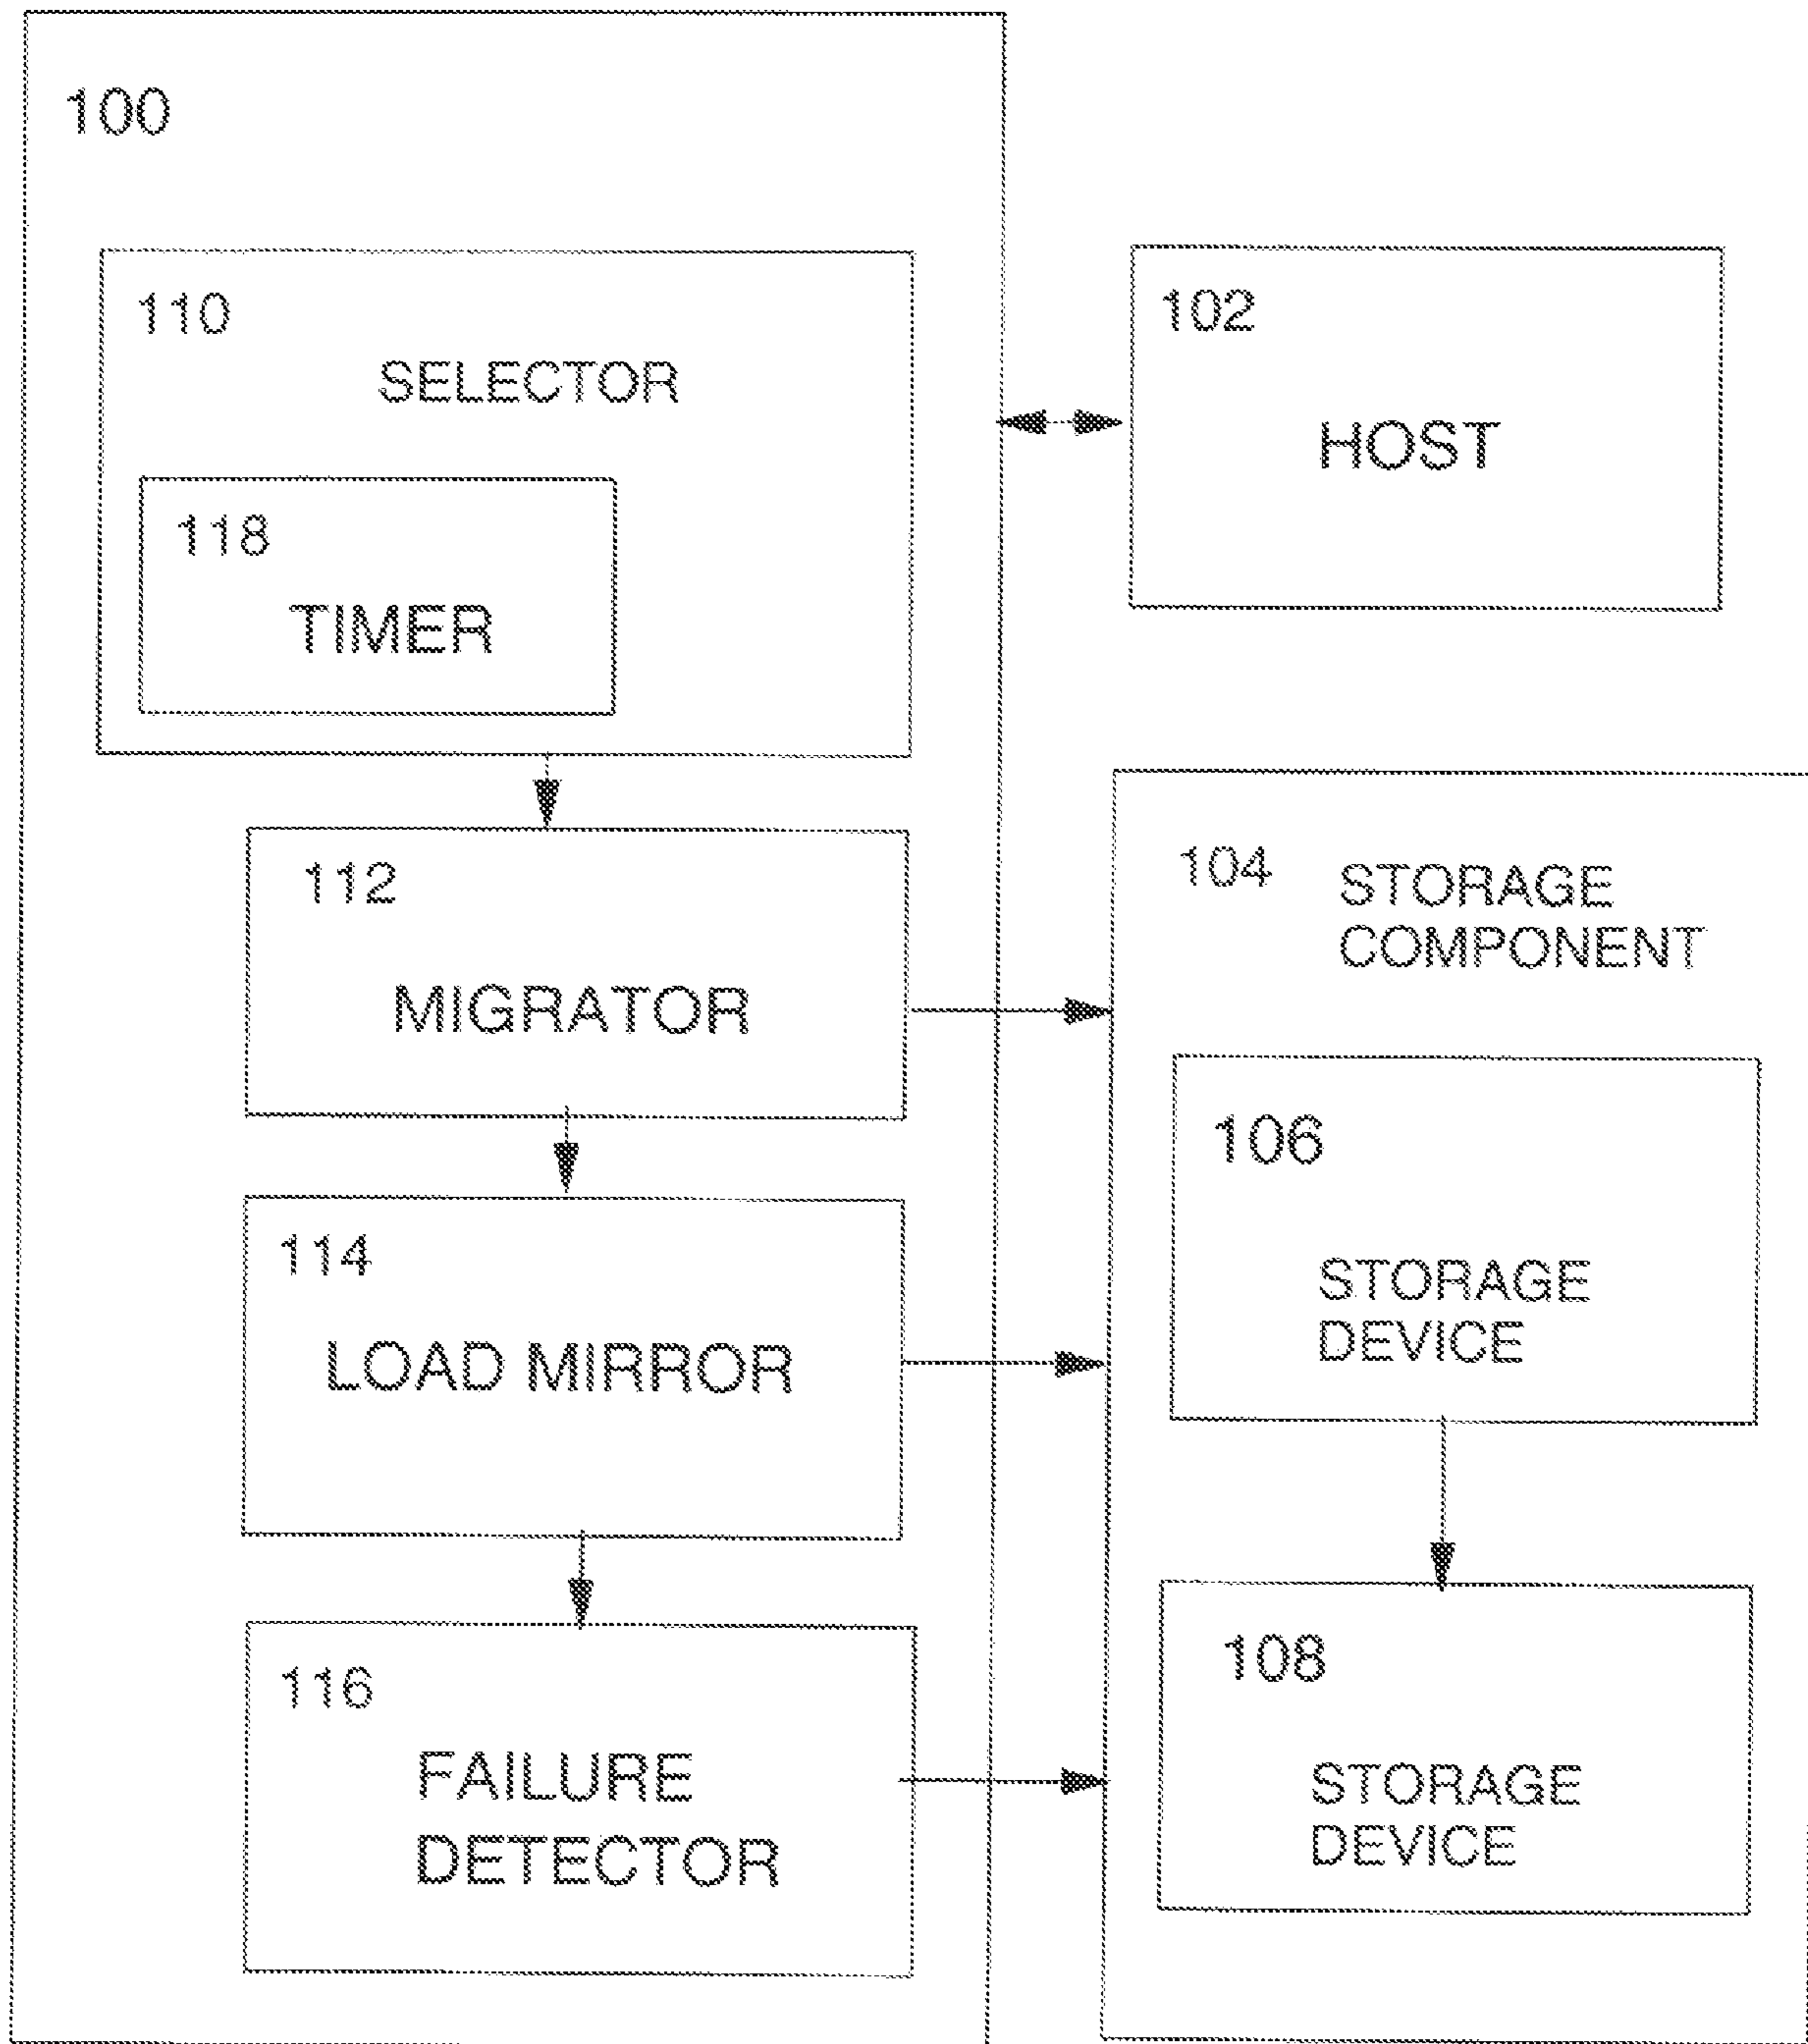 100
110
SELECTOR
118
TIMER
102
HOST
112
MIGRATOR
104
STORAGE
COMPONENT
106
STORAGE
DEVICE
114
LOAD MIRROR
116
FAILURE
DETECTOR
108
STORAGE
DEVICE